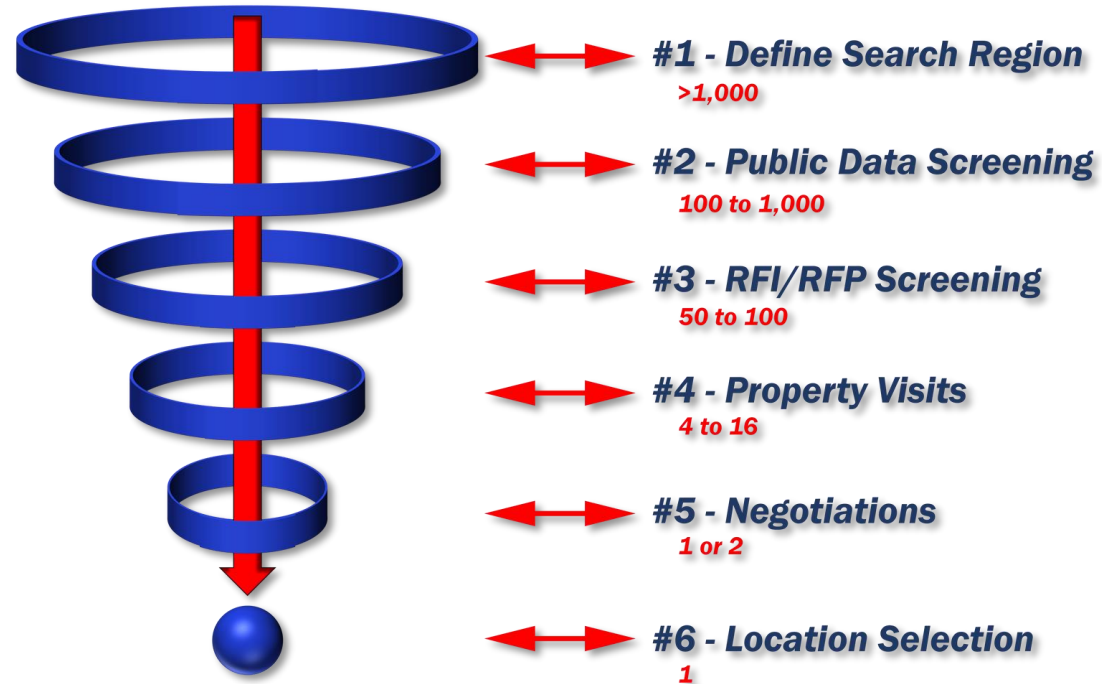 #1 - Define Search Region
>1,000
#2 - Public Data Screening
100 to 1,000
#3 - RFI/RFP Screening
50 to 100
#4 - Property Visits
4 to 16
#5 - Negotiations
1 or 2
#6 - Location Selection
1